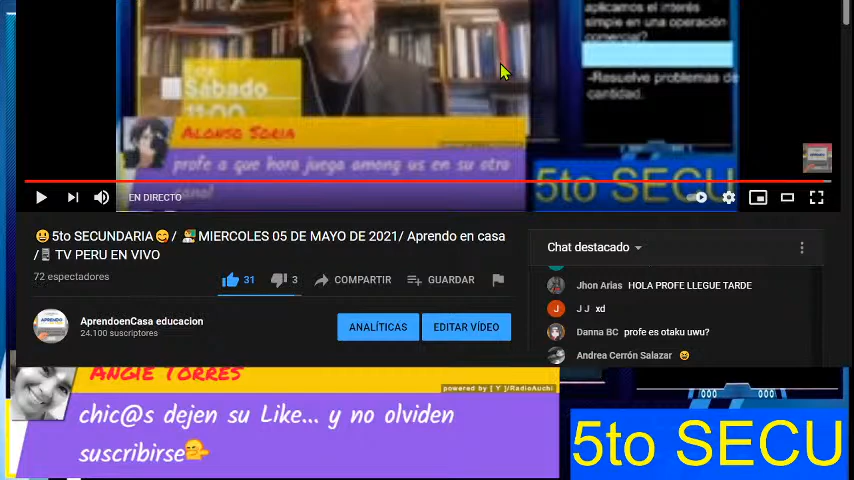 aplicamos el interés
simple en una operación
comercial?
-Resuelve problemas de
cantidad.
Sábado
11:00
ALONSO SORIA
profe a que hora juega among us en su otro
canal
5to SECU
EN DIRECTO
😃5to SECUNDARIA😋/ 👩‍🏫MIERCOLES 05 DE MAYO DE 2021/ Aprendo en casa
/📱TV PERU EN VIVO
72 espectadores
31
3
COMPARTIR
GUARDAR
AprendoenCasa educacion
24.100 suscriptores
ANALÍTICAS
EDITAR VÍDEO
Chat destacado
Jhon Arias HOLA PROFE LLEGUE TARDE
J J xd
Danna BC profe es otaku uwu?
Andrea Cerrón Salazar 😄
ANGIE TORRES
powered by [ Y ]/RadioAuchi
chic@s dejen su Like... y no olviden
suscribirse🤭
5to SECU